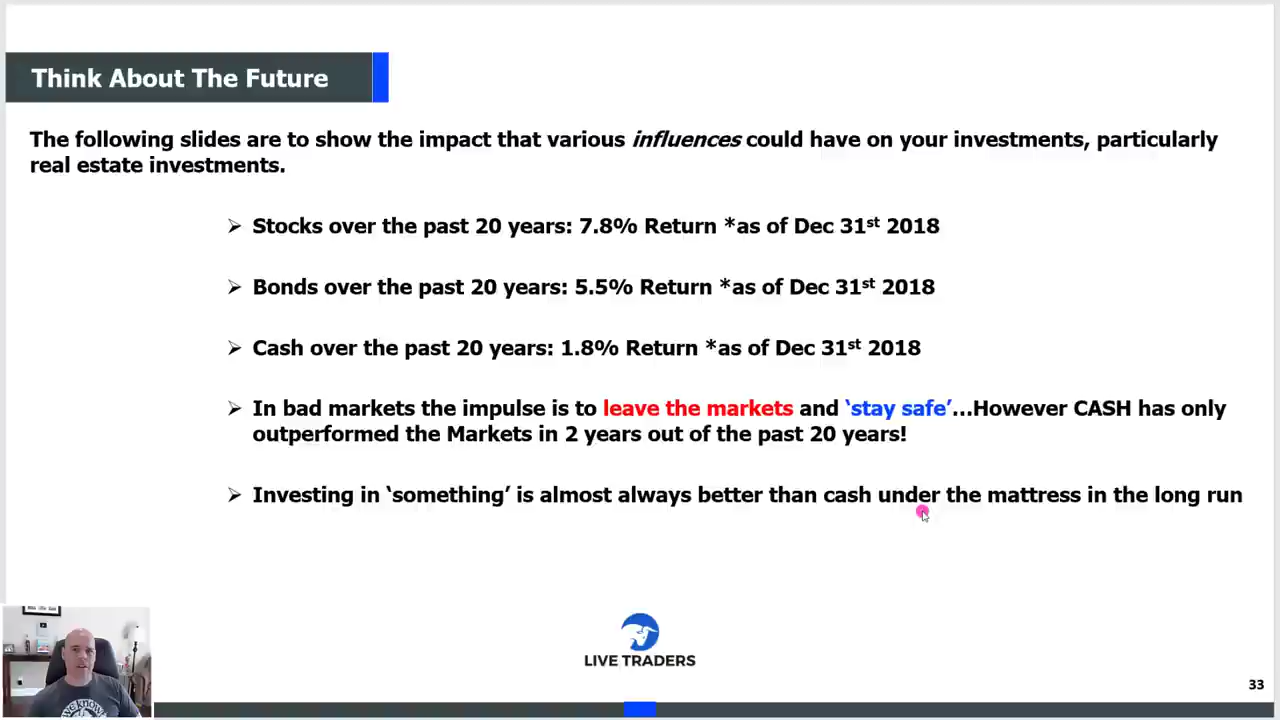 Think About The Future
The following slides are to show the impact that various influences could have on your investments, particularly
real estate investments.
➢ Stocks over the past 20 years: 7.8% Return *as of Dec 31st 2018
➢ Bonds over the past 20 years: 5.5% Return *as of Dec 31st 2018
➢ Cash over the past 20 years: 1.8% Return *as of Dec 31st 2018
➢ In bad markets the impulse is to leave the markets and ‘stay safe’...However CASH has only
outperformed the Markets in 2 years out of the past 20 years!
➢ Investing in ‘something’ is almost always better than cash under the mattress in the long run
LIVE TRADERS
33